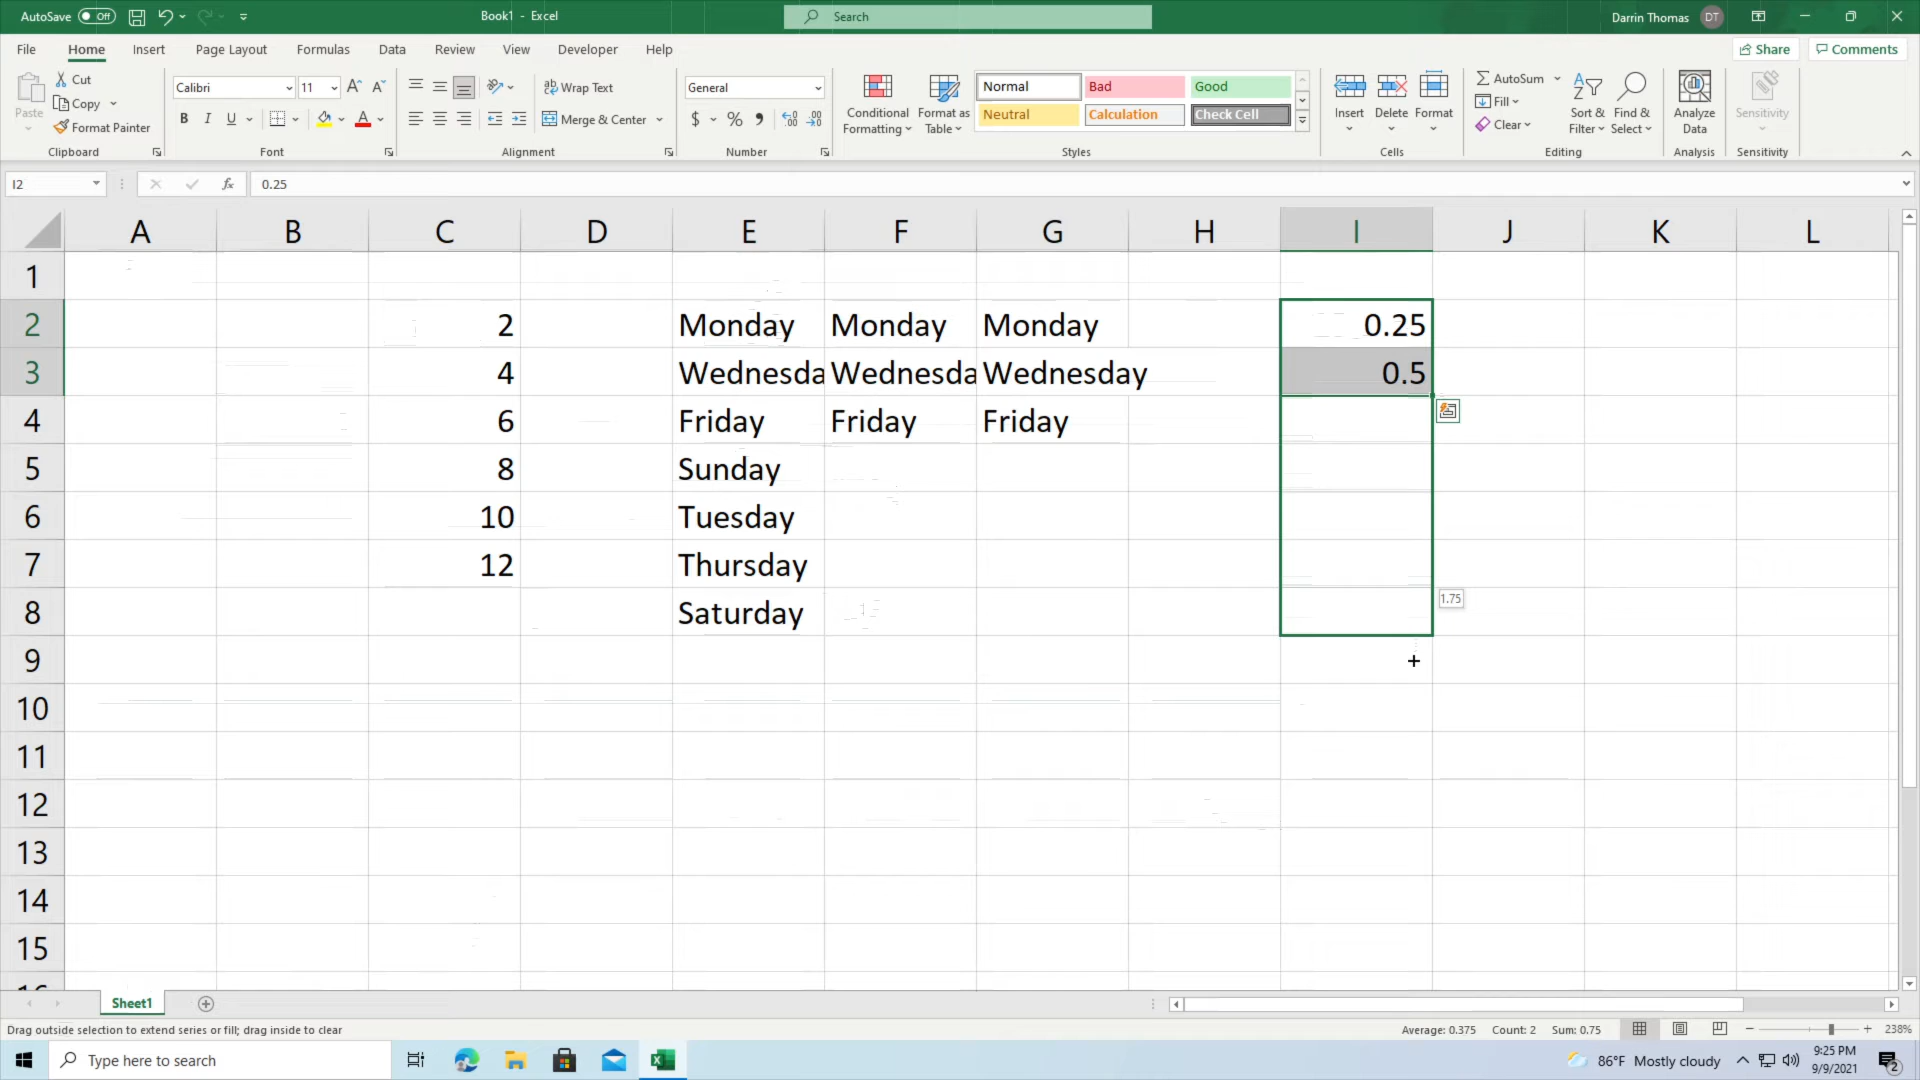 AutoSave Off Book1 - Excel Search Darrin Thomas DT
File Home Insert Page Layout Formulas Data Review View Developer Help Share Comments
Paste Cut Copy Format Painter Clipboard
Calibri 11 B I U A Font
ab Wrap Text Merge & Center Alignment
General $ % Number
Conditional Formatting Format as Table
Normal Bad Good
Neutral Calculation Check Cell
Styles
Insert Delete Format Cells
AutoSum Fill Clear Sort & Filter Find & Select Editing
Analyze Data Analysis
Sensitivity Sensitivity
I2 fx 0.25
A B C D E F G H I J K L
1
2 2 Monday Monday Monday 0.25
3 4 Wednesda Wednesda Wednesday 0.5
4 6 Friday Friday Friday
5 8 Sunday
6 10 Tuesday
7 12 Thursday
1.75
8 Saturday
9
10
11
12
13
14
15
16
Sheet1
Drag outside selection to extend series or fill; drag inside to clear Average: 0.375 Count: 2 Sum: 0.75 238%
Type here to search 86°F Mostly cloudy 9:25 PM
9/9/2021 2